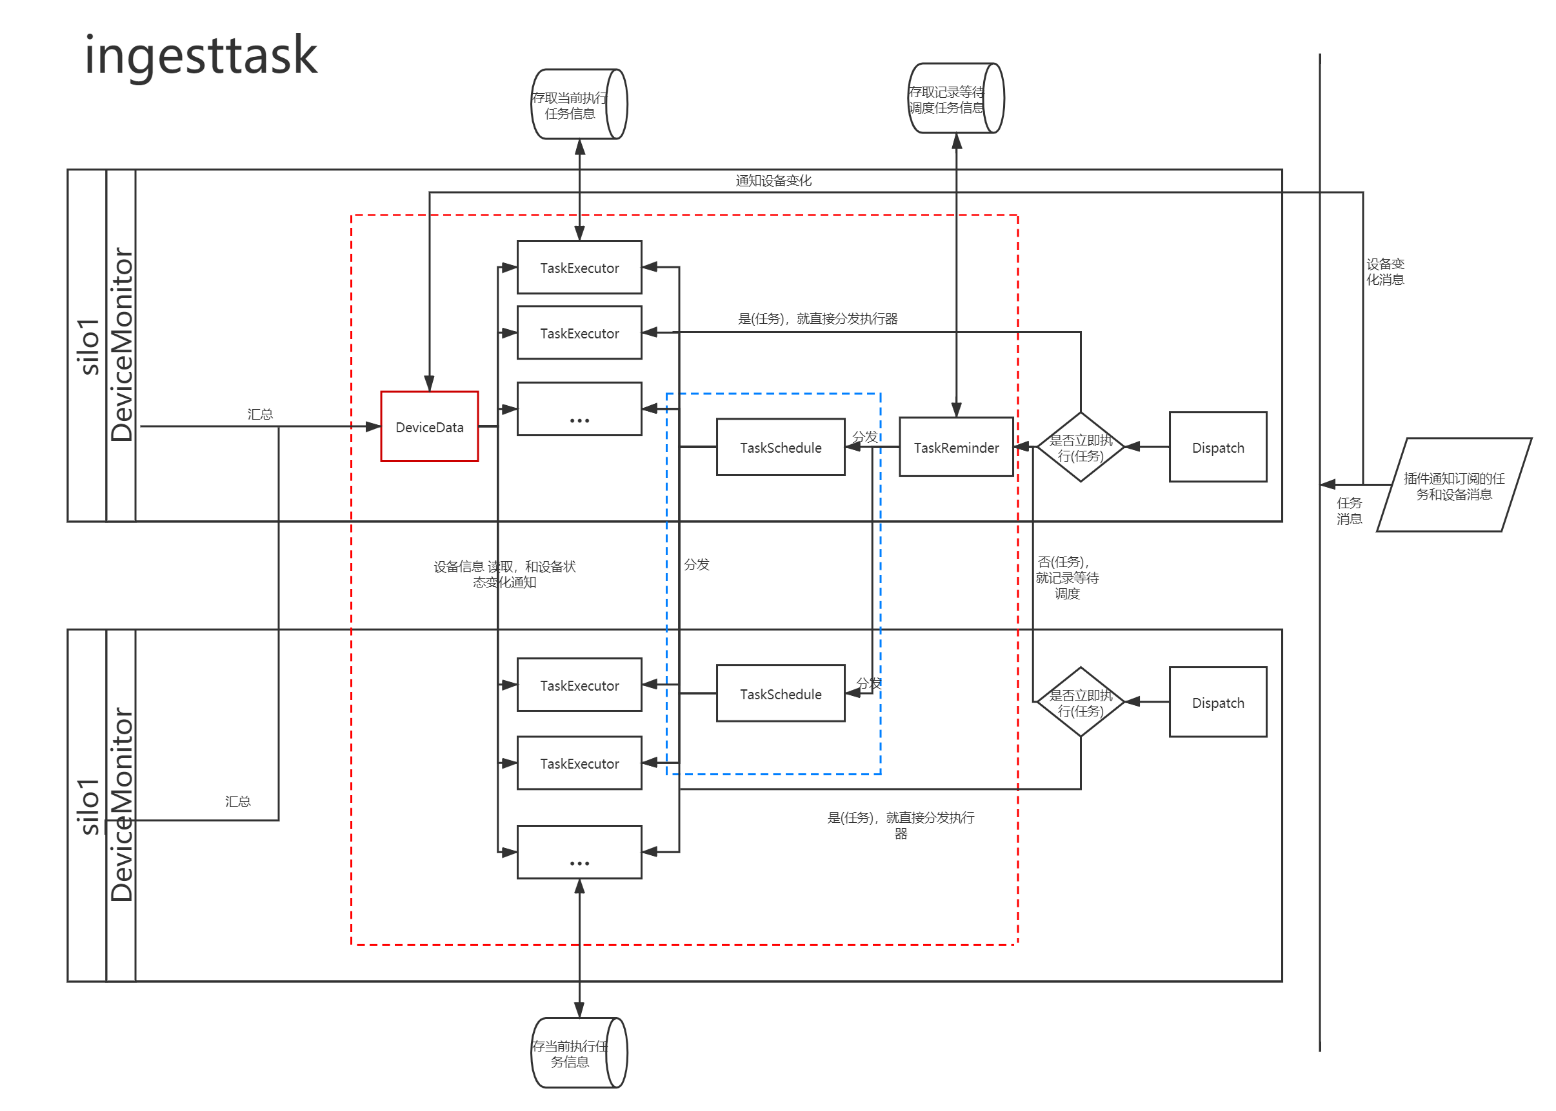 ingesttask
存取当前执行
任务信息
存取记录等待
调度任务信息
通知设备变化
silo1
DeviceMonitor
TaskExecutor
设备变
化消息
是(任务)，就直接分发执行器
TaskExecutor
汇总
DeviceData
...
TaskSchedule
分发
TaskReminder
是否立即执
行(任务)
Dispatch
插件通知订阅的任
务和设备消息
任务
消息
设备信息 读取，和设备状
态变化通知
分发
否(任务)，
就记录等待
调度
silo1
DeviceMonitor
TaskExecutor
TaskSchedule
分发
是否立即执
行(任务)
Dispatch
TaskExecutor
汇总
是(任务)，就直接分发执行
器
...
存当前执行任
务信息